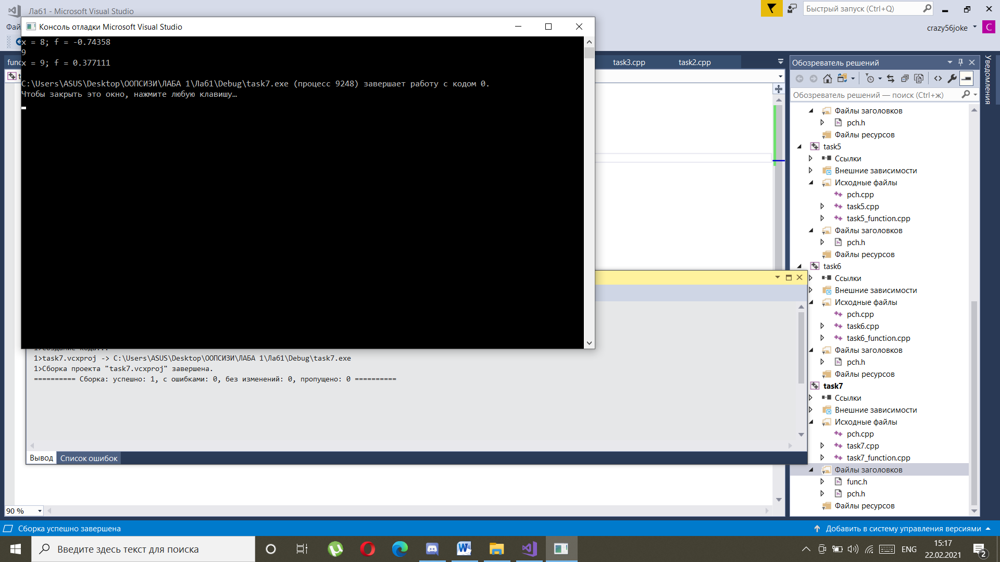 Лаб1 - Microsoft Visual Studio
Быстрый запуск (Ctrl+Q)
Фай
crazy56joke
C
Консоль отладки Microsoft Visual Studio
x = 8; f = -0.74358
9
x = 9; f = 0.377111
C:\Users\ASUS\Desktop\ООПСИЗИ\ЛАБА 1\Лаб1\Debug\task7.exe (процесс 9248) завершает работу с кодом 0.
Чтобы закрыть это окно, нажмите любую клавишу…
func
t
task3.cpp
task2.cpp
Обозреватель решений
Уведомления
Обозреватель решений — поиск (Ctrl+ж)
Файлы заголовков
pch.h
Файлы ресурсов
task5
Ссылки
Внешние зависимости
Исходные файлы
pch.cpp
task5.cpp
task5_function.cpp
Файлы заголовков
pch.h
Файлы ресурсов
task6
Ссылки
Внешние зависимости
Исходные файлы
pch.cpp
task6.cpp
task6_function.cpp
Файлы заголовков
pch.h
Файлы ресурсов
task7
Ссылки
Внешние зависимости
Исходные файлы
pch.cpp
task7.cpp
task7_function.cpp
Файлы заголовков
func.h
pch.h
Файлы ресурсов
1>Создание кода...
1>task7.vcxproj -> C:\Users\ASUS\Desktop\ООПСИЗИ\ЛАБА 1\Лаб1\Debug\task7.exe
1>Сборка проекта "task7.vcxproj" завершена.
========== Сборка: успешно: 1, с ошибками: 0, без изменений: 0, пропущено: 0 ==========
Вывод
Список ошибок
90 %
Сборка успешно завершена
Добавить в систему управления версиями
Введите здесь текст для поиска
ENG
15:17
22.02.2021
2